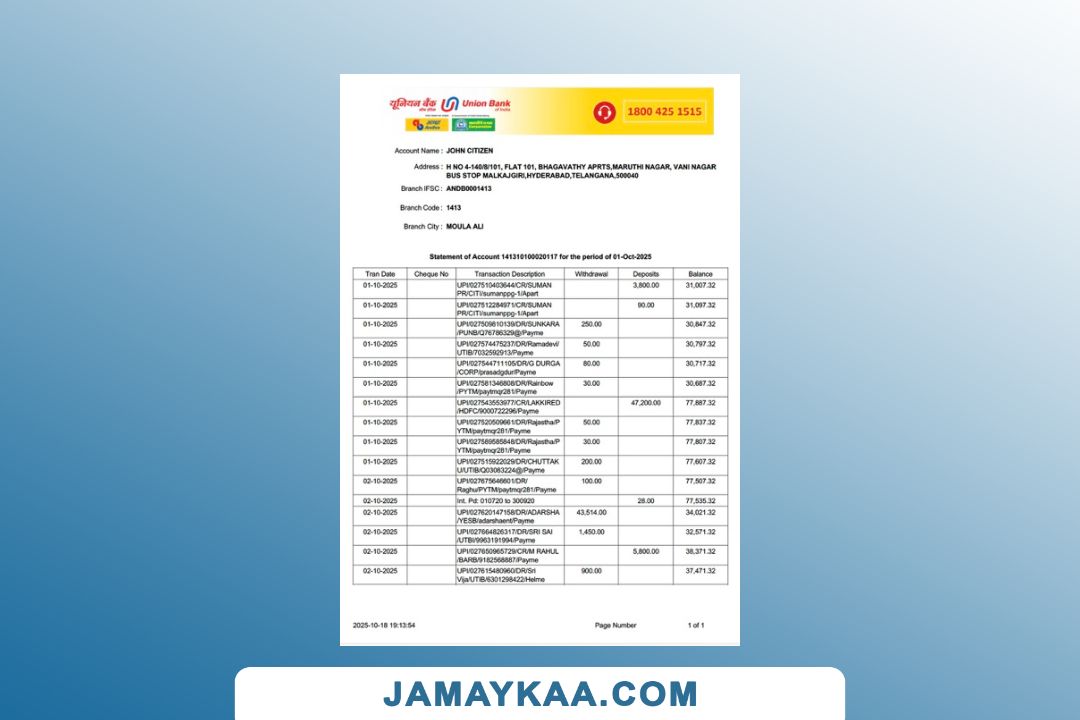 यूनियन बैंक Union Bank
of India
1800 425 1515
Account Name : JOHN CITIZEN
Address : H NO 4-140/8/101, FLAT 101, BHAGAVATHY APRTS,MARUTHI NAGAR, VANI NAGAR
BUS STOP MALKAJGIRI,HYDERABAD,TELANGANA,500040
Branch IFSC : ANDB0001413
Branch Code : 1413
Branch City : MOULA ALI
Statement of Account 141310100020117 for the period of 01-Oct-2025
Tran Date Cheque No Transaction Description Withdrawal Deposits Balance
01-10-2025 UPI/027510403644/CR/SUMAN 3,800.00 31,007.32
PR/CITI/sumanppg-1/Apart
01-10-2025 UPI/027512284971/CR/SUMAN 90.00 31,097.32
PR/CITI/sumanppg-1/Apart
01-10-2025 UPI/027509810139/DR/SUNKARA 250.00 30,847.32
/PUNB/Q76786329@/Payme
01-10-2025 UPI/027574475237/DR/Ramadevi/ 50.00 30,797.32
UTIB/7032592913/Payme
01-10-2025 UPI/027544711105/DR/G DURGA 80.00 30,717.32
/CORP/prasadgdur/Payme
01-10-2025 UPI/027581346808/DR/Rainbow 30.00 30,687.32
/PYTM/paytmqr281/Payme
01-10-2025 UPI/027543553977/CR/LAKKIRED 47,200.00 77,887.32
/HDFC/9000722296/Payme
01-10-2025 UPI/027520509661/DR/Rajastha/P 50.00 77,837.32
YTM/paytmqr281/Payme
01-10-2025 UPI/027569585848/DR/Rajastha/P 30.00 77,807.32
YTM/paytmqr281/Payme
01-10-2025 UPI/027515922029/DR/CHUTTAK 200.00 77,607.32
U/UTIB/Q03083224@/Payme
02-10-2025 UPI/027675646601/DR/ 100.00 77,507.32
Raghu/PYTM/paytmqr281/Payme
02-10-2025 Int. Pd: 010720 to 300920 28.00 77,535.32
02-10-2025 UPI/027620147158/DR/ADARSHA 43,514.00 34,021.32
/YESB/adarshaent/Payme
02-10-2025 UPI/027664826317/DR/SRI SAI 1,450.00 32,571.32
/UTBI/9963191994/Payme
02-10-2025 UPI/027650965729/CR/M RAHUL 5,800.00 38,371.32
/BARB/9182568887/Payme
02-10-2025 UPI/027615480960/DR/Sri 900.00 37,471.32
Vija/UTIB/6301298422/Helme
2025-10-18 19:13:54 Page Number 1 of 1
JAMAYKAA.COM